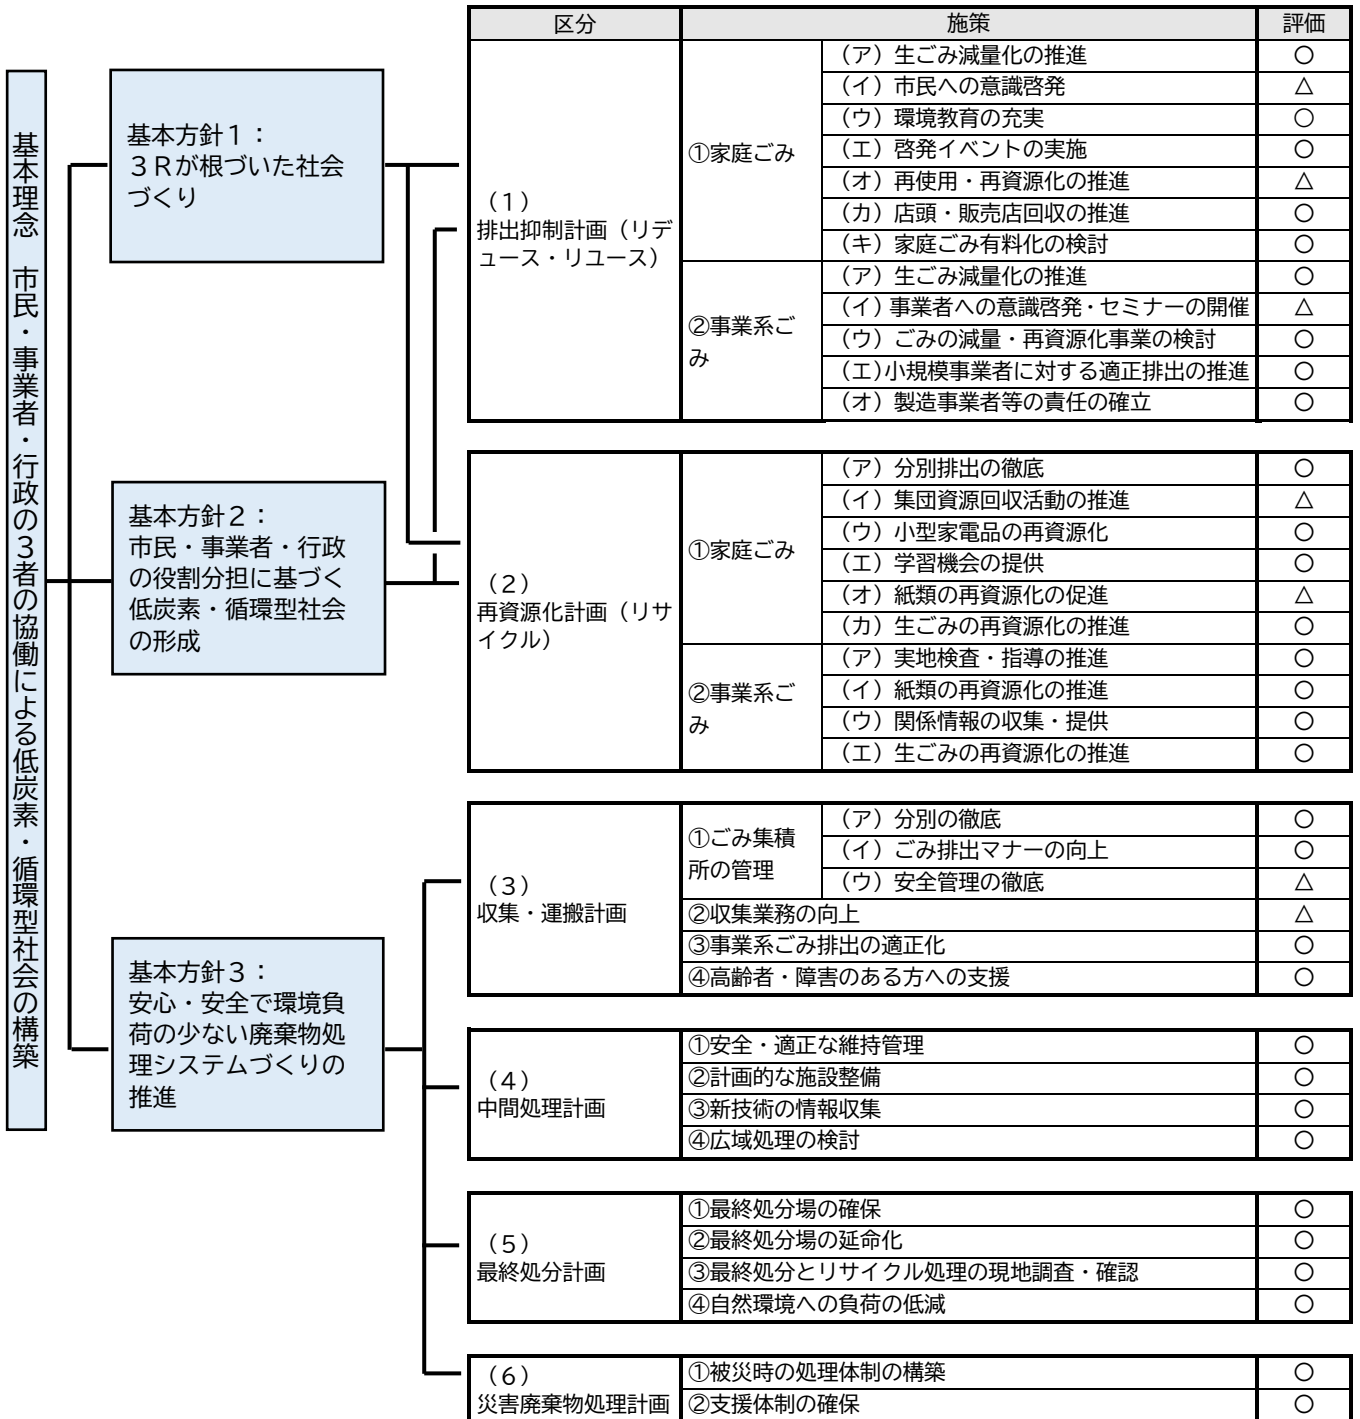 基本理念　市民・事業者・行政の３者の協働による低炭素・循環型社会の構築
基本方針１：
３Ｒが根づいた社会
づくり
基本方針２：
市民・事業者・行政
の役割分担に基づく
低炭素・循環型社会
の形成
基本方針３：
安心・安全で環境負
荷の少ない廃棄物処
理システムづくりの
推進
区分　施策　評価
（１）
排出抑制計画（リデ
ュース・リユース）
①家庭ごみ
（ア）生ごみ減量化の推進　○
（イ）市民への意識啓発　△
（ウ）環境教育の充実　○
（エ）啓発イベントの実施　○
（オ）再使用・再資源化の推進　△
（カ）店頭・販売店回収の推進　○
（キ）家庭ごみ有料化の検討　○
②事業系ご
み
（ア）生ごみ減量化の推進　○
（イ）事業者への意識啓発・セミナーの開催　△
（ウ）ごみの減量・再資源化事業の検討　○
（エ）小規模事業者に対する適正排出の推進　○
（オ）製造事業者等の責任の確立　○
（２）
再資源化計画（リサ
イクル）
①家庭ごみ
（ア）分別排出の徹底　○
（イ）集団資源回収活動の推進　△
（ウ）小型家電品の再資源化　○
（エ）学習機会の提供　○
（オ）紙類の再資源化の促進　△
（カ）生ごみの再資源化の推進　○
②事業系ご
み
（ア）実地検査・指導の推進　○
（イ）紙類の再資源化の推進　○
（ウ）関係情報の収集・提供　○
（エ）生ごみの再資源化の推進　○
（３）
収集・運搬計画
①ごみ集積
所の管理
（ア）分別の徹底　○
（イ）ごみ排出マナーの向上　○
（ウ）安全管理の徹底　△
②収集業務の向上　△
③事業系ごみ排出の適正化　○
④高齢者・障害のある方への支援　○
（４）
中間処理計画
①安全・適正な維持管理　○
②計画的な施設整備　○
③新技術の情報収集　○
④広域処理の検討　○
（５）
最終処分計画
①最終処分場の確保　○
②最終処分場の延命化　○
③最終処分とリサイクル処理の現地調査・確認　○
④自然環境への負荷の低減　○
（６）
災害廃棄物処理計画
①被災時の処理体制の構築　○
②支援体制の確保　○